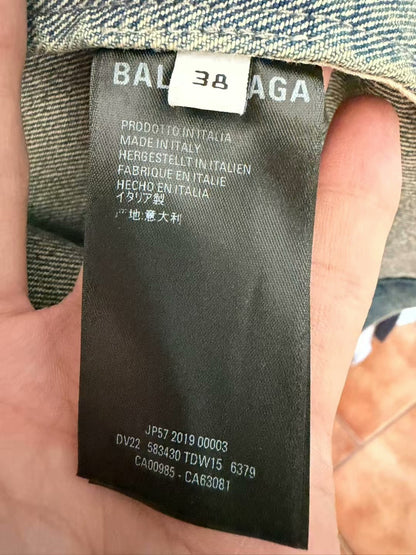 38
BAL AGA
PRODOTTO IN ITALIA
MADE IN ITALY
HERGESTELLT IN ITALIEN
FABRIQUE EN ITALIE
HECHO EN ITALIA
イタリア製
产地:意大利
JP57 2019 00003
DV22 583430 TDW15 6379
CA00985 - CA63081